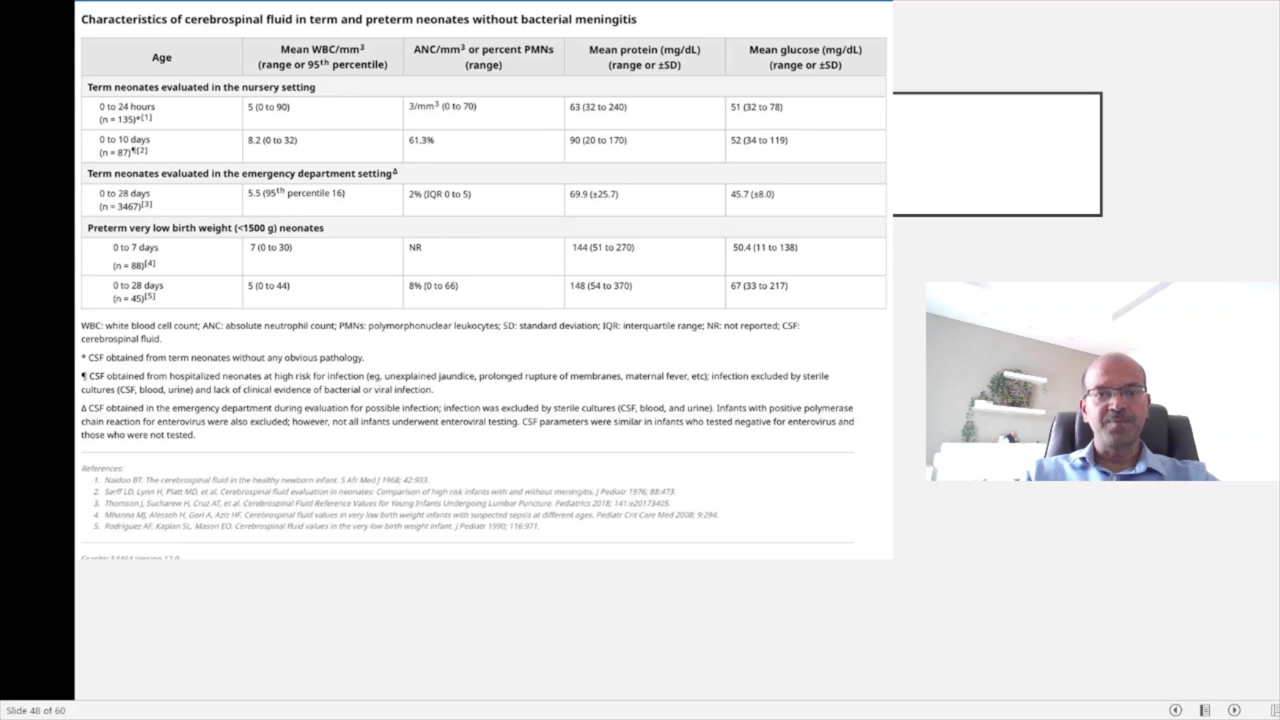 Characteristics of cerebrospinal fluid in term and preterm neonates without bacterial meningitis
Age
Mean WBC/mm³
(range or 95th percentile)
ANC/mm³ or percent PMNs
(range)
Mean protein (mg/dL)
(range or ±SD)
Mean glucose (mg/dL)
(range or ±SD)
Term neonates evaluated in the nursery setting
0 to 24 hours
(n = 135)*[1]
5 (0 to 90)
3/mm³ (0 to 70)
63 (32 to 240)
51 (32 to 78)
0 to 10 days
(n = 87)¶[2]
8.2 (0 to 32)
61.3%
90 (20 to 170)
52 (34 to 119)
Term neonates evaluated in the emergency department settingΔ
0 to 28 days
(n = 3467)[3]
5.5 (95th percentile 16)
2% (IQR 0 to 5)
69.9 (±25.7)
45.7 (±8.0)
Preterm very low birth weight (<1500 g) neonates
0 to 7 days
(n = 88)[4]
7 (0 to 30)
NR
144 (51 to 270)
50.4 (11 to 138)
0 to 28 days
(n = 45)[5]
5 (0 to 44)
8% (0 to 66)
148 (54 to 370)
67 (33 to 217)
WBC: white blood cell count; ANC: absolute neutrophil count; PMNs: polymorphonuclear leukocytes; SD: standard deviation; IQR: interquartile range; NR: not reported; CSF:
cerebrospinal fluid.
* CSF obtained from term neonates without any obvious pathology.
¶ CSF obtained from hospitalized neonates at high risk for infection (eg, unexplained jaundice, prolonged rupture of membranes, maternal fever, etc); infection excluded by sterile
cultures (CSF, blood, urine) and lack of clinical evidence of bacterial or viral infection.
Δ CSF obtained in the emergency department during evaluation for possible infection; infection was excluded by sterile cultures (CSF, blood, and urine). Infants with positive polymerase
chain reaction for enterovirus were also excluded; however, not all infants underwent enteroviral testing. CSF parameters were similar in infants who tested negative for enterovirus and
those who were not tested.
References:
1. Naidoo BT. The cerebrospinal fluid in the healthy newborn infant. S Afr Med J 1968; 42:933.
2. Sarff LD, Lynn H, Platt MD, et al. Cerebrospinal fluid evaluation in neonates: Comparison of high risk infants with and without meningitis. J Pediatr 1976; 88:473.
3. Thomson J, Sucharew H, Cruz AT, et al. Cerebrospinal Fluid Reference Values for Young Infants Undergoing Lumbar Puncture. Pediatrics 2018; 141:e20173405.
4. Mhanna MJ, Alesseh H, Gori A, Aziz HF. Cerebrospinal fluid values in very low birth weight infants with suspected sepsis at different ages. Pediatr Crit Care Med 2008; 9:294.
5. Rodriguez AF, Kaplan SL, Mason EO. Cerebrospinal fluid values in the very low birth weight infant. J Pediatr 1990; 116:971.
Slide 48 of 60